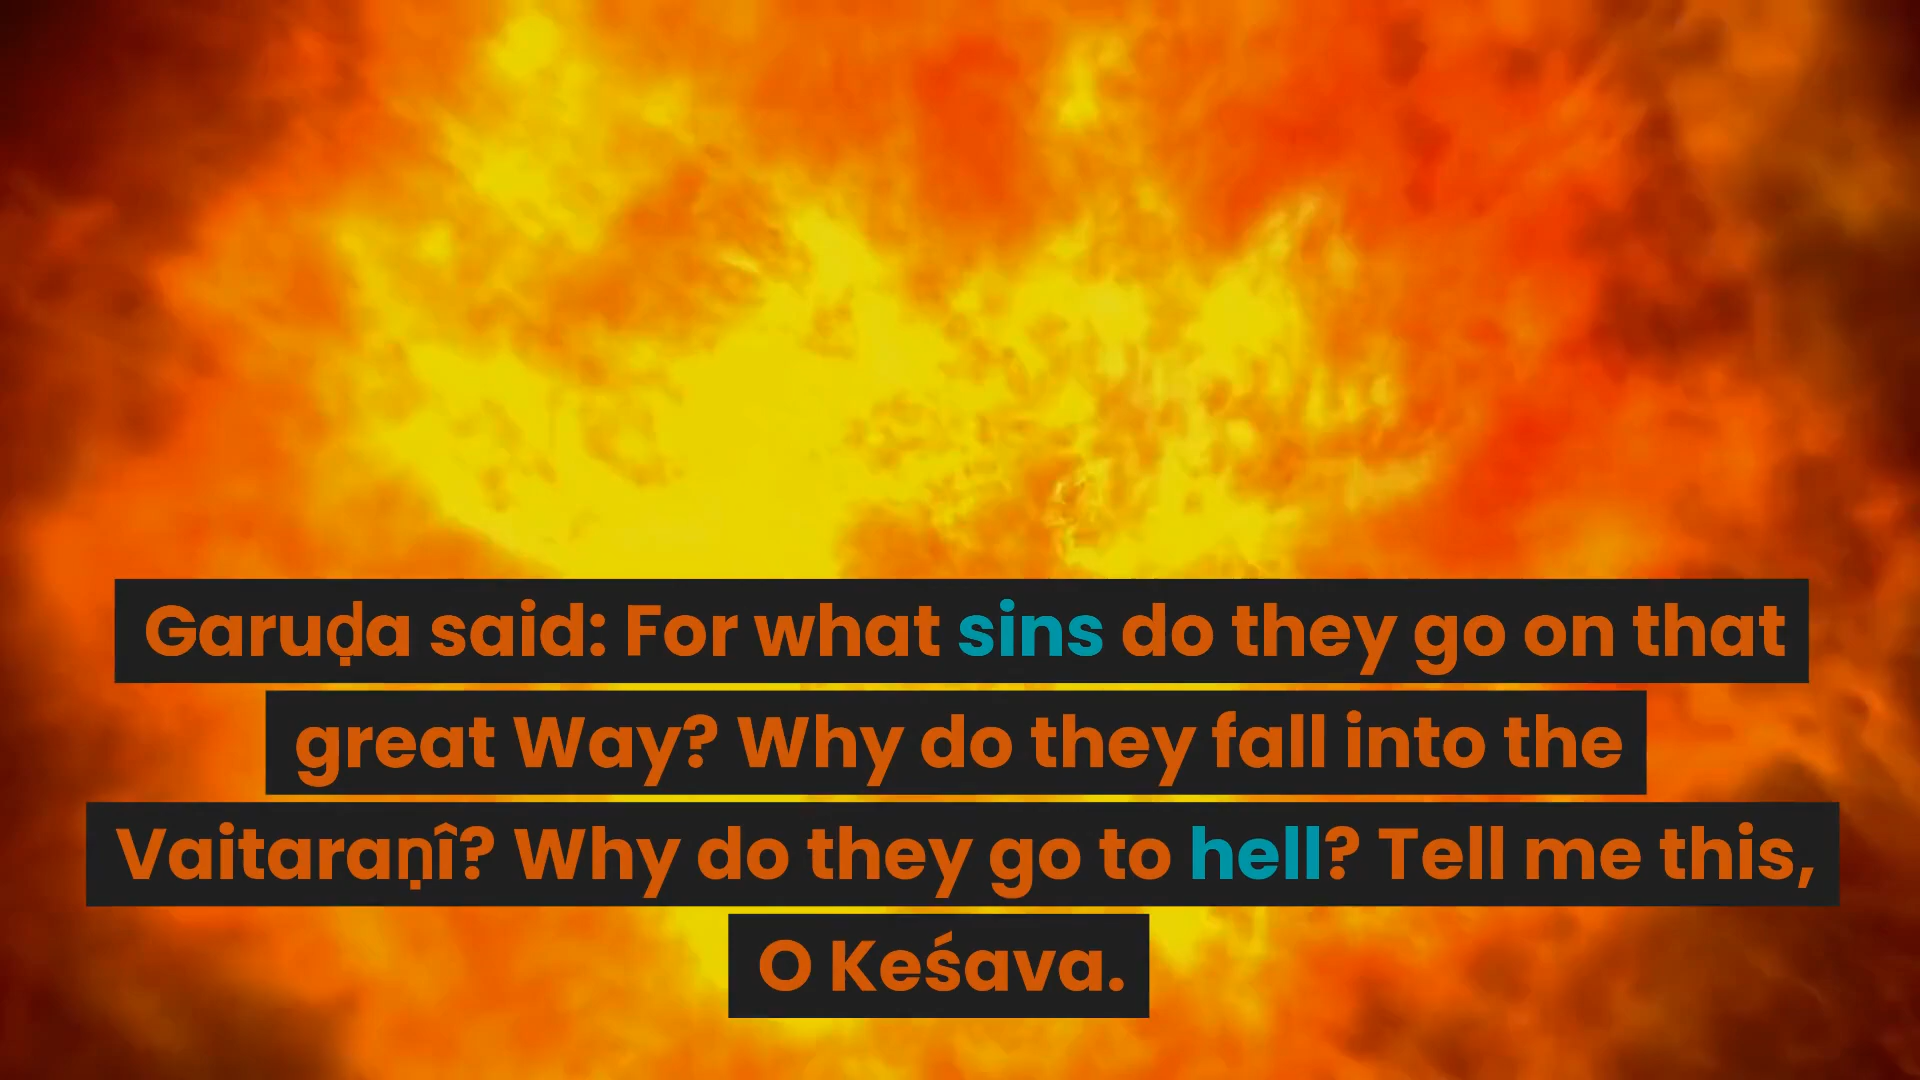 Garuḍa said: For what sins do they go on that
great Way? Why do they fall into the
Vaitaraṇî? Why do they go to hell? Tell me this,
O Keśava.